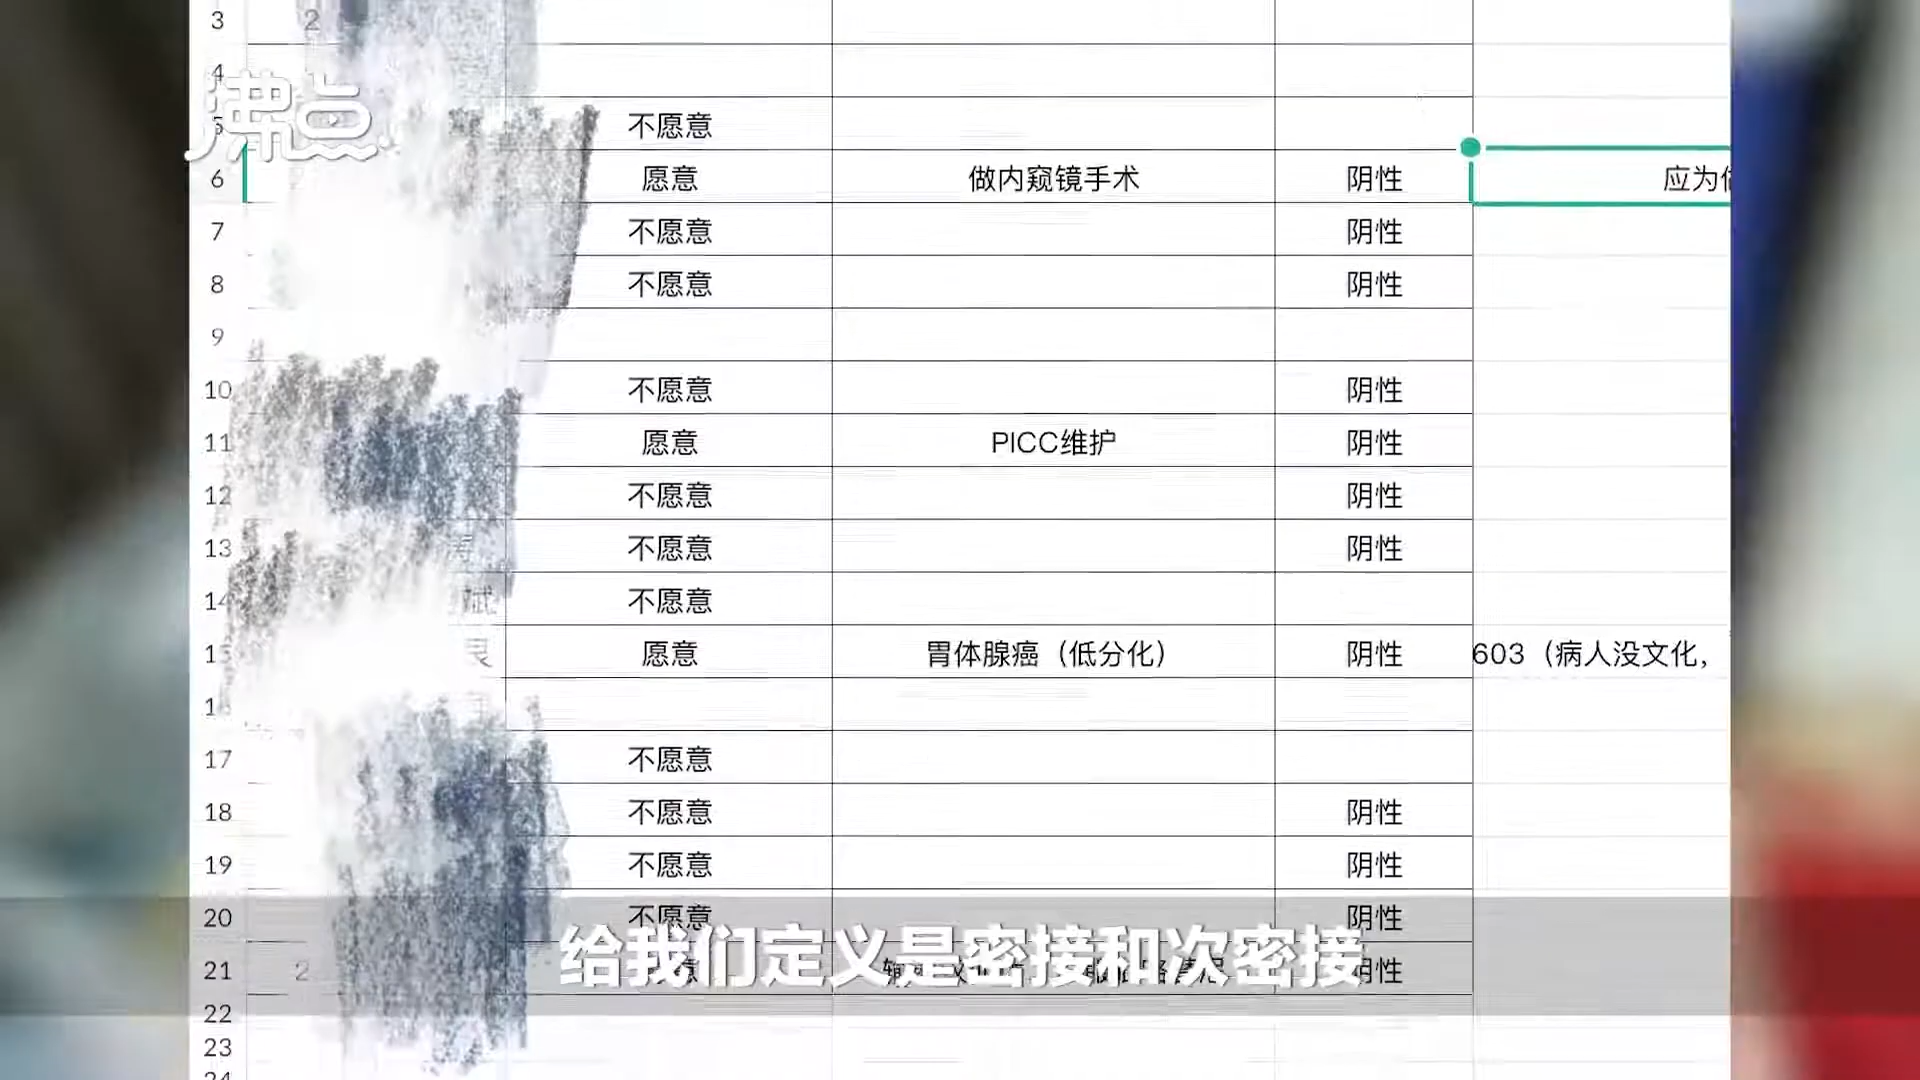 3 2
4
沸点
5 不愿意
6 愿意 做内窥镜手术 阴性 应为
7 不愿意 阴性
8 不愿意 阴性
9
10 不愿意 阴性
11 愿意 PICC维护 阴性
12 不愿意 阴性
13 不愿意 阴性
14 斌 不愿意
15 愿意 胃体腺癌（低分化） 阴性 603（病人没文化，
17 不愿意
18 不愿意 阴性
19 不愿意 阴性
20 不愿意 阴性
给我们定义是密接和次密接
21 2 阴性
22
23
24